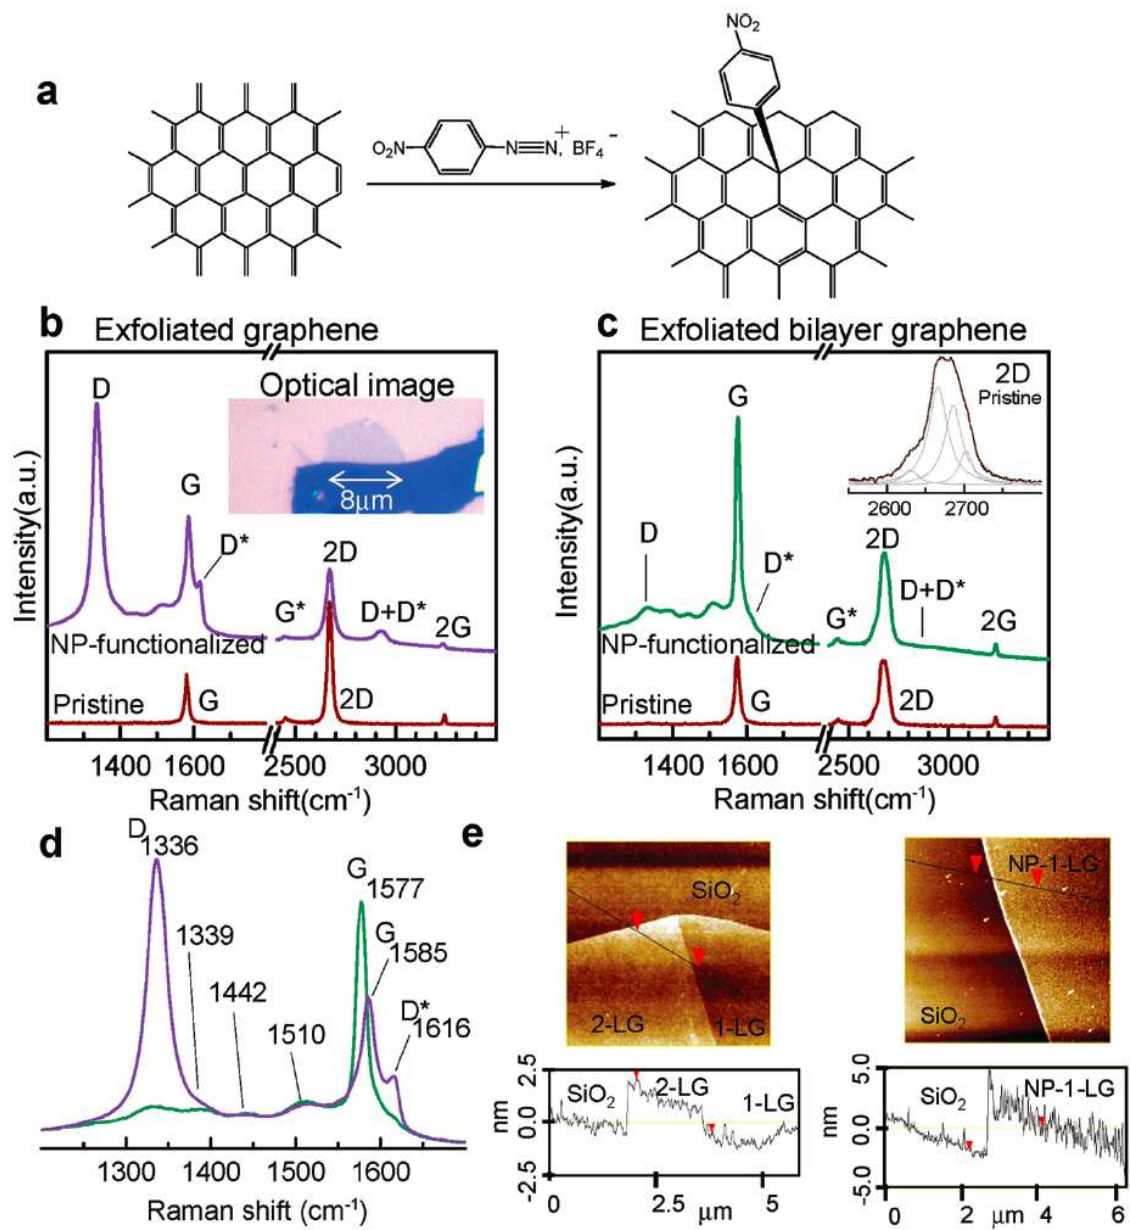 a
NO₂
O₂N
N≡N, BF₄⁻
+
b Exfoliated graphene
D
Optical image
8μm
G
D*
2D
G*
D+D*
2G
NP-functionalized
Pristine
G
2D
Intensity(a.u.)
1400 1600 2500 3000
Raman shift(cm⁻¹)
c Exfoliated bilayer graphene
G
2D
Pristine
2600 2700
D
D*
2D
G*
D+D*
2G
NP-functionalized
Pristine
G
2D
Intensity(a.u.)
1400 1600 2500 3000
Raman shift(cm⁻¹)
d
D
1336
G
1577
G
1585
D*
1616
1339
1442
1510
1300 1400 1500 1600
Raman shift (cm⁻¹)
e
SiO₂
2-LG 1-LG
NP-1-LG
SiO₂
2.5
0.0
-2.5
nm
SiO₂ 2-LG 1-LG
0 2.5 μm 5
5.0
0.0
-5.0
nm
SiO₂ NP-1-LG
0 2 μm 4 6